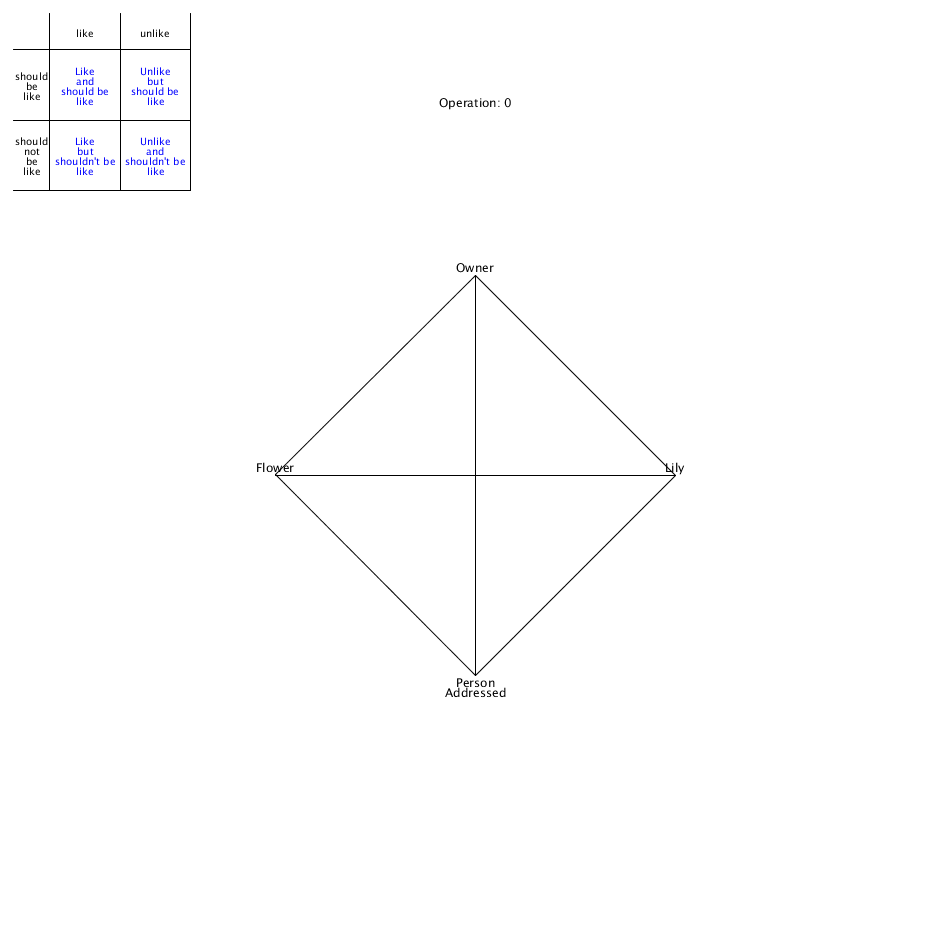 like
unlike
should
be
like
Like
and
should be
like
Unlike
but
should be
like
should
not
be
like
Like
but
shouldn't be
like
Unlike
and
shouldn't be
like
Operation: 0
Owner
Flower
Lily
Person
Addressed